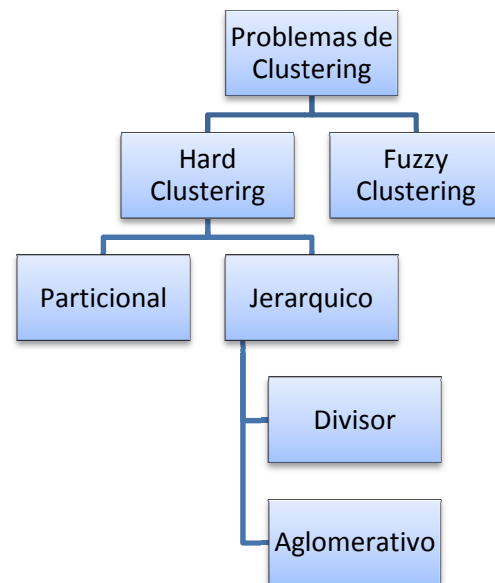 Problemas de
Clustering
Hard
Clusterirg
Fuzzy
Clustering
Particional
Jerarquico
Divisor
Aglomerativo